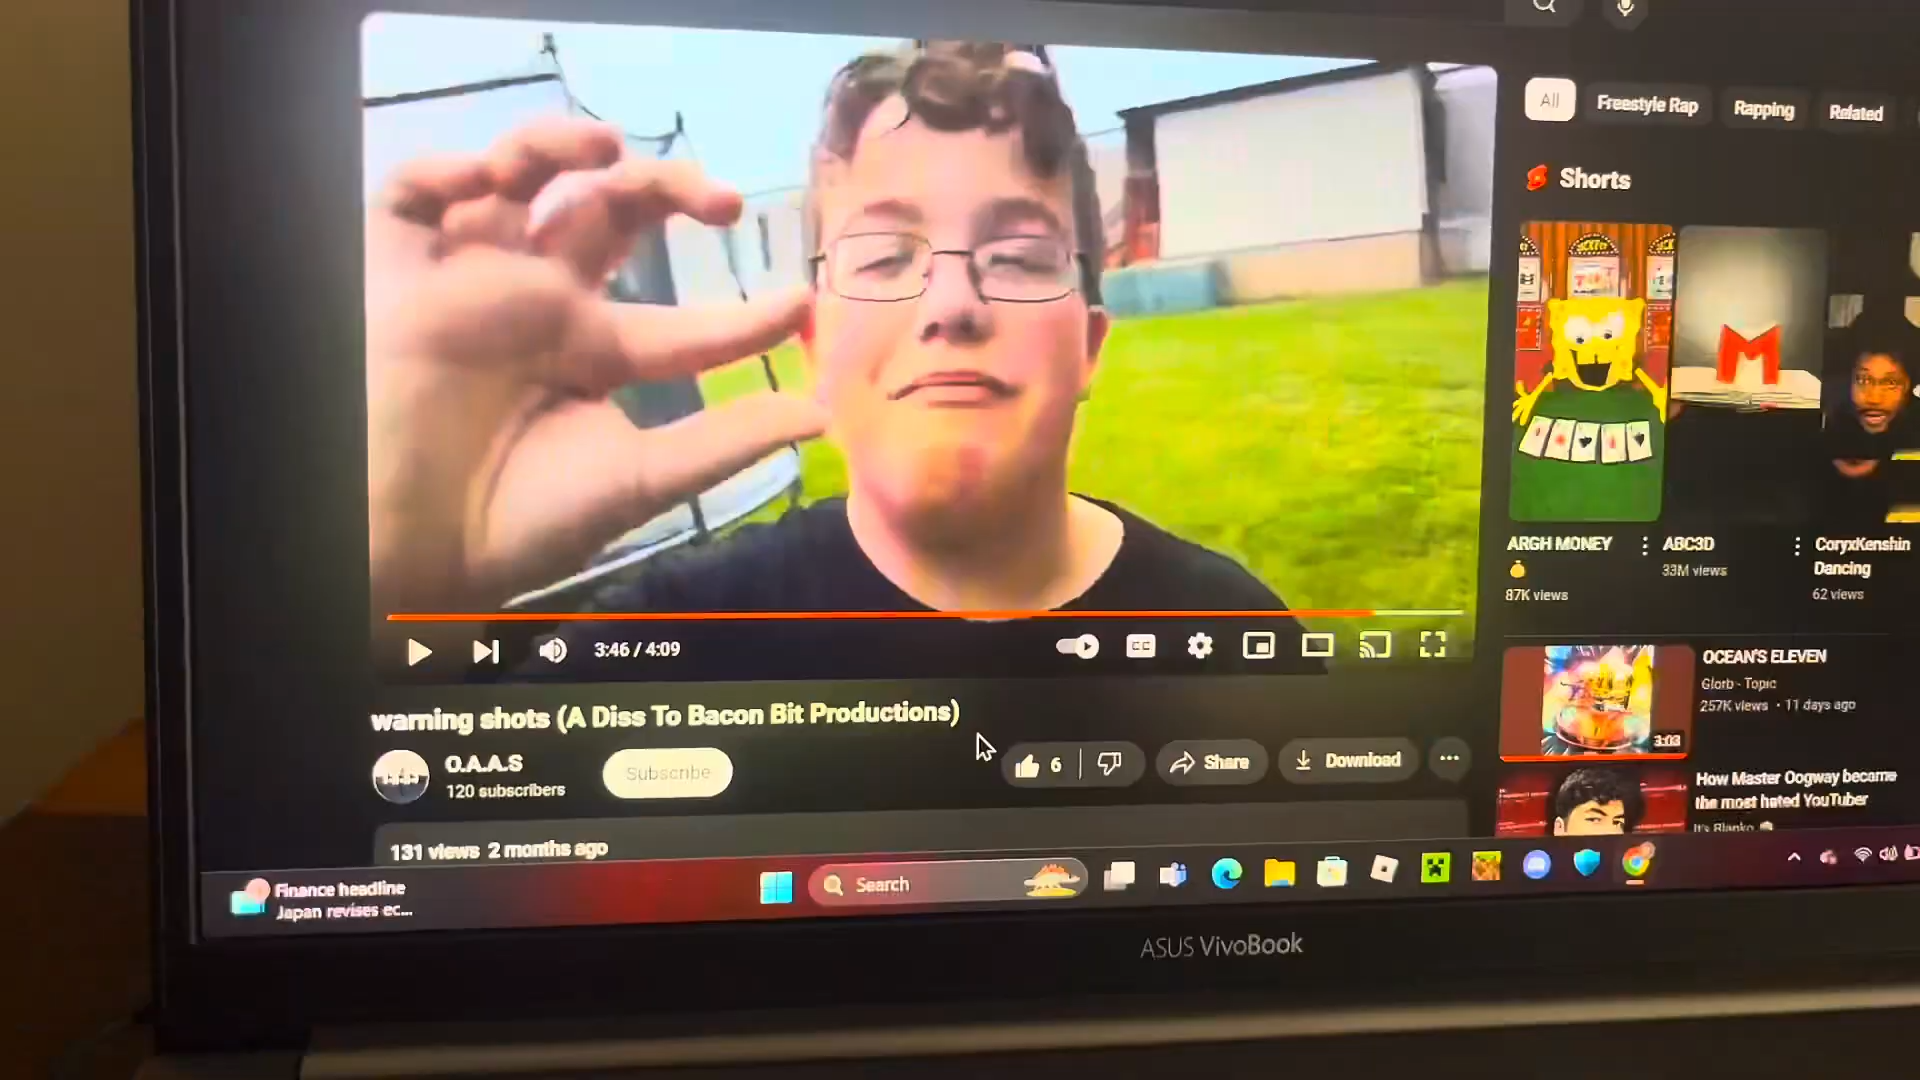 All
Freestyle Rap
Rapping
Related
Shorts
ARGH MONEY
87K views
ABC3D
33M views
CoryxKenshin
Dancing
62 views
3:46 / 4:09
CC
warning shots (A Diss To Bacon Bit Productions)
O.A.A.S
120 subscribers
Subscribe
6
Share
Download
131 views 2 months ago
OCEAN'S ELEVEN
Glorb - Topic
257K views • 11 days ago
3:03
How Master Oogway became
the most hated YouTuber
It's Blanko
Finance headline
Japan revises ec...
Search
ASUS VivoBook